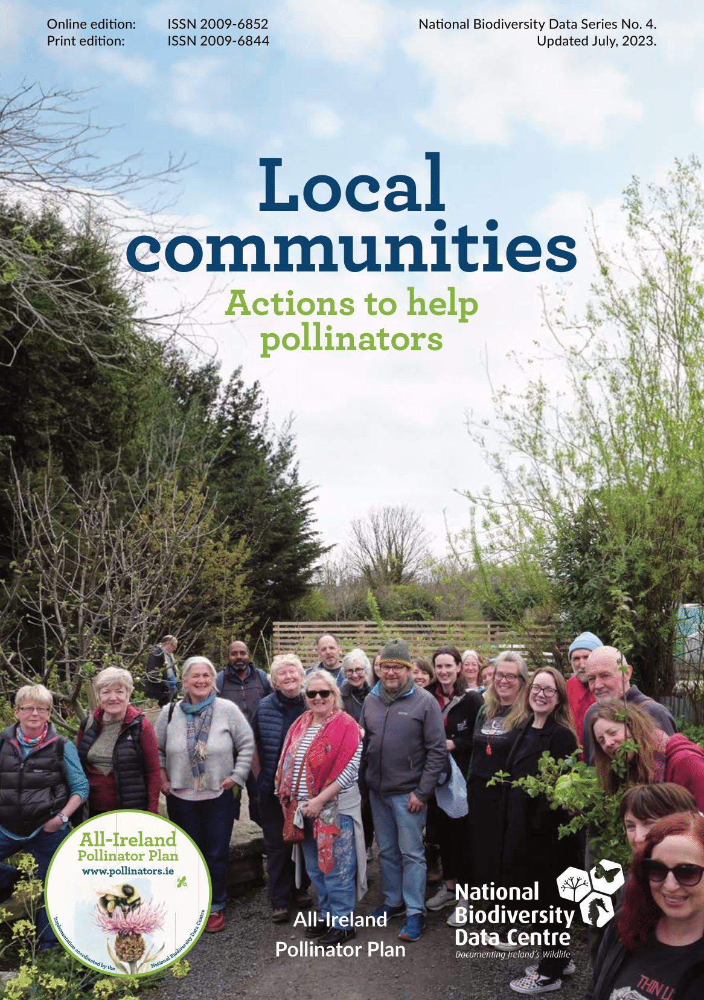 Online edition: ISSN 2009-6852
Print edition: ISSN 2009-6844
National Biodiversity Data Series No. 4.
Updated July, 2023.
Local
communities
Actions to help
pollinators
All-Ireland
Pollinator Plan
www.pollinators.ie
Implementation coordinated by the National Biodiversity Data Centre
All-Ireland
Pollinator Plan
National
Biodiversity
Data Centre
Documenting Ireland's Wildlife
THIN LI